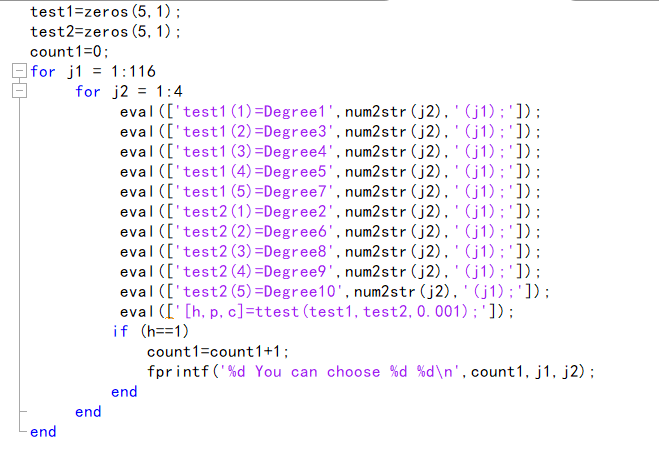 test1=zeros(5,1);
test2=zeros(5,1);
count1=0;
for j1 = 1:116
for j2 = 1:4
eval(['test1(1)=Degree1',num2str(j2),'(j1);']);
eval(['test1(2)=Degree3',num2str(j2),'(j1);']);
eval(['test1(3)=Degree4',num2str(j2),'(j1);']);
eval(['test1(4)=Degree5',num2str(j2),'(j1);']);
eval(['test1(5)=Degree7',num2str(j2),'(j1);']);
eval(['test2(1)=Degree2',num2str(j2),'(j1);']);
eval(['test2(2)=Degree6',num2str(j2),'(j1);']);
eval(['test2(3)=Degree8',num2str(j2),'(j1);']);
eval(['test2(4)=Degree9',num2str(j2),'(j1);']);
eval(['test2(5)=Degree10',num2str(j2),'(j1);']);
eval(['[h,p,c]=ttest(test1,test2,0.001);']);
if (h==1)
count1=count1+1;
fprintf('%d You can choose %d %d\n',count1,j1,j2);
end
end
end